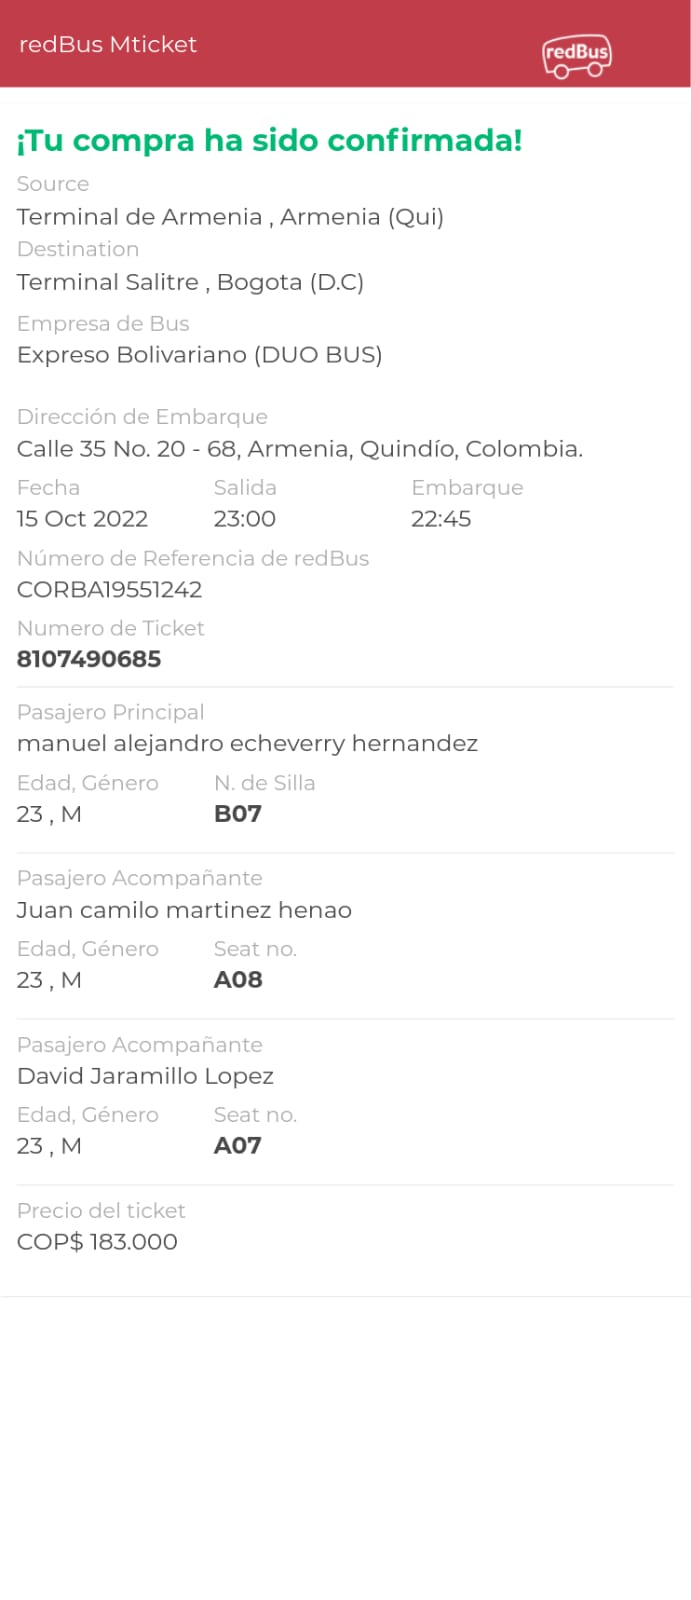 redBus Mticket
redBus
¡Tu compra ha sido confirmada!
Source
Terminal de Armenia , Armenia (Qui)
Destination
Terminal Salitre , Bogota (D.C)
Empresa de Bus
Expreso Bolivariano (DUO BUS)
Dirección de Embarque
Calle 35 No. 20 - 68, Armenia, Quindío, Colombia.
Fecha Salida Embarque
15 Oct 2022 23:00 22:45
Número de Referencia de redBus
CORBA19551242
Numero de Ticket
8107490685
Pasajero Principal
manuel alejandro echeverry hernandez
Edad, Género N. de Silla
23 , M B07
Pasajero Acompañante
Juan camilo martinez henao
Edad, Género Seat no.
23 , M A08
Pasajero Acompañante
David Jaramillo Lopez
Edad, Género Seat no.
23 , M A07
Precio del ticket
COP$ 183.000